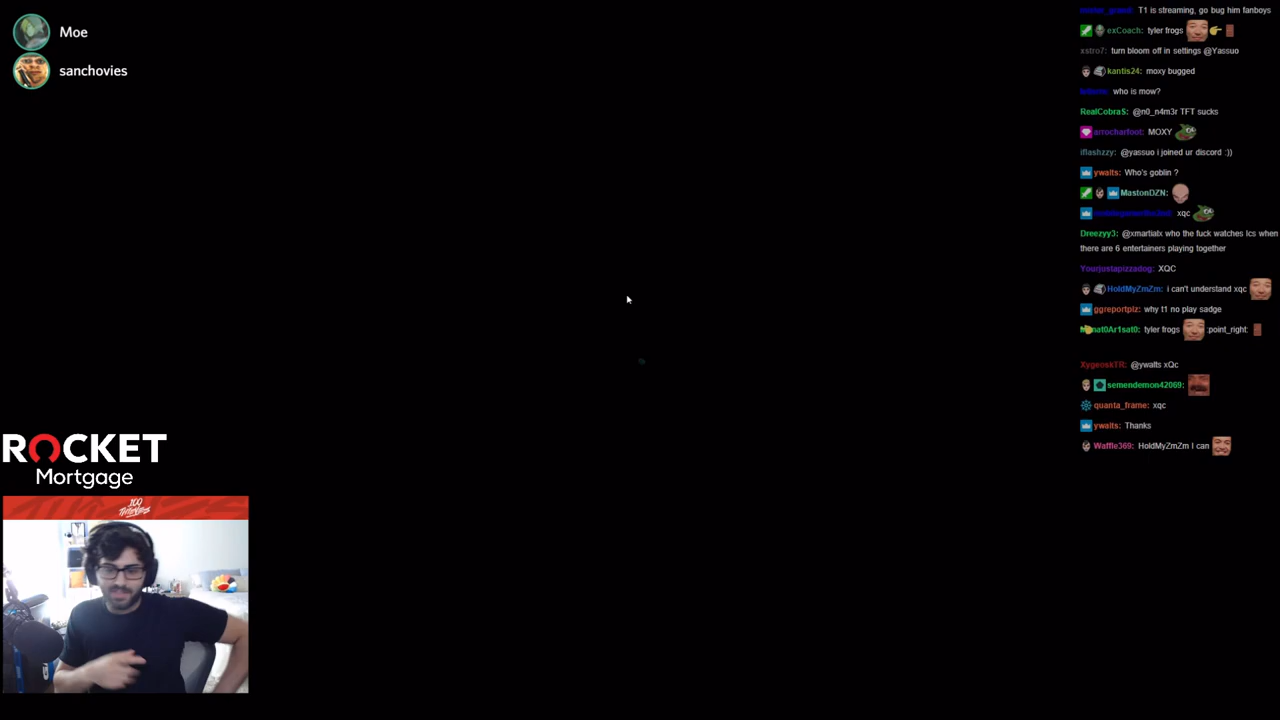 Moe
sanchovies
ROCKET
Mortgage
100
THIEVES
T1 is streaming, go bug him fanboys
exCoach: tyler frogs
xstro7: turn bloom off in settings @Yassuo
kantis24: moxy bugged
who is mow?
RealCobraS: @n0_n4m3r TFT sucks
arrocharfoot: MOXY
iflashzzy: @yassuo i joined ur discord :))
ywalts: Who's goblin ?
MastonDZN:
xqc
Dreezyy3: @xmartialx who the fuck watches lcs when
there are 6 entertainers playing together
Yourjustapizzadog: XQC
HoldMyZmZm: i can't understand xqc
ggreportplz: why t1 no play sadge
tyler frogs :point_right:
XygeoskTR: @ywalts xQc
semendemon42069:
quanta_frame: xqc
ywalts: Thanks
Waffle369: HoldMyZmZm I can